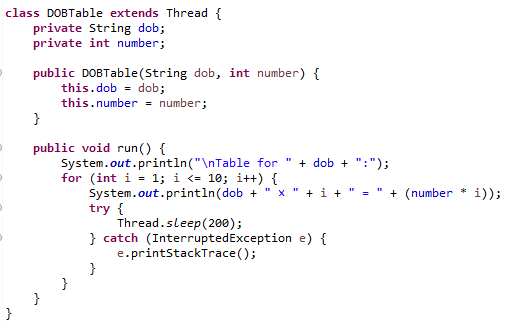 class DOBTable extends Thread {
    private String dob;
    private int number;

    public DOBTable(String dob, int number) {
        this.dob = dob;
        this.number = number;
    }

    public void run() {
        System.out.println("\nTable for " + dob + ":");
        for (int i = 1; i <= 10; i++) {
            System.out.println(dob + " x " + i + " = " + (number * i));
            try {
                Thread.sleep(200);
            } catch (InterruptedException e) {
                e.printStackTrace();
            }
        }
    }
}